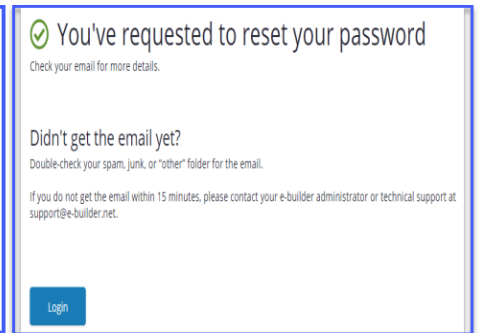 You've requested to reset your password
Check your email for more details.
Didn't get the email yet?
Double-check your spam, junk, or "other" folder for the email.
If you do not get the email within 15 minutes, please contact your e-builder administrator or technical support at
support@e-builder.net.
Login